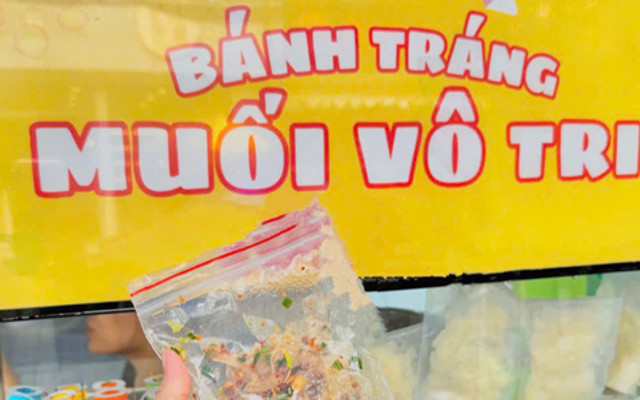 BÁNH TRÁNG
MUỐI VÔ TRI